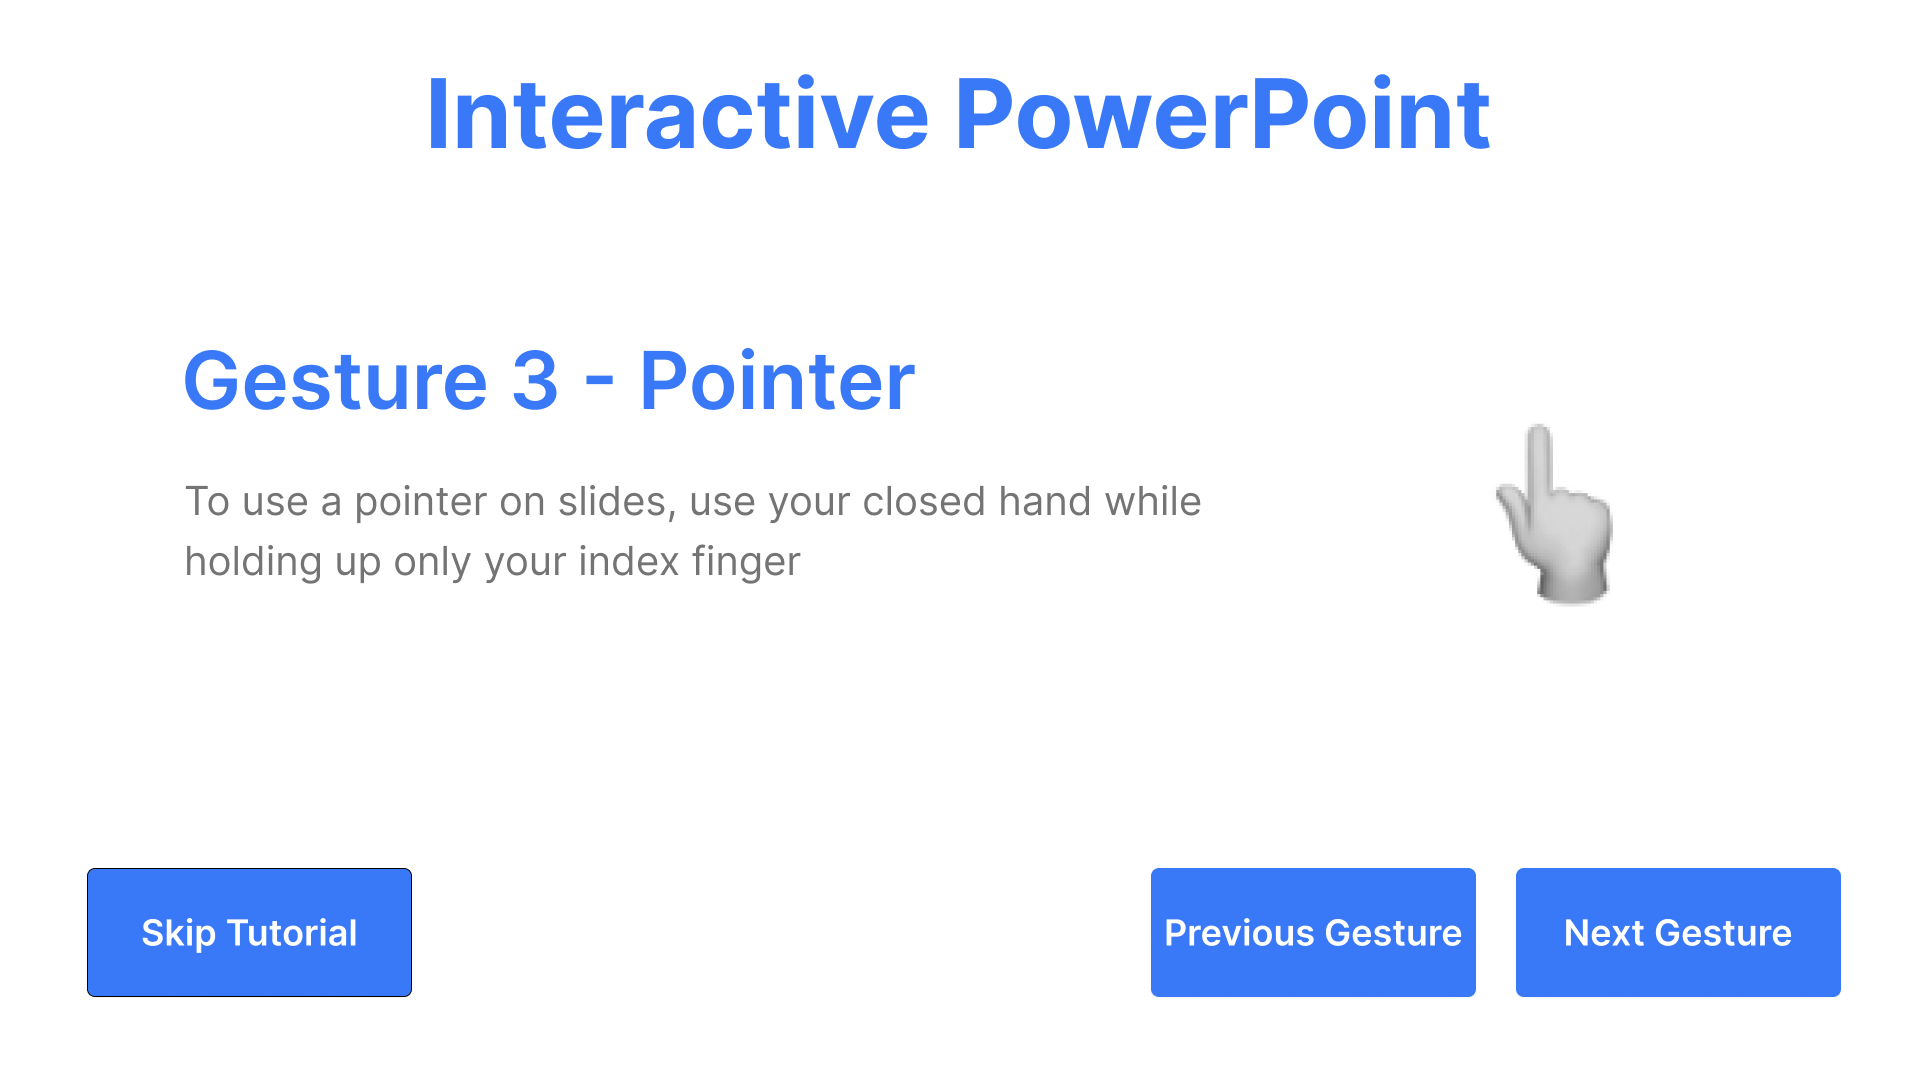 Interactive PowerPoint
Gesture 3 - Pointer
To use a pointer on slides, use your closed hand while
holding up only your index finger
Skip Tutorial
Previous Gesture
Next Gesture